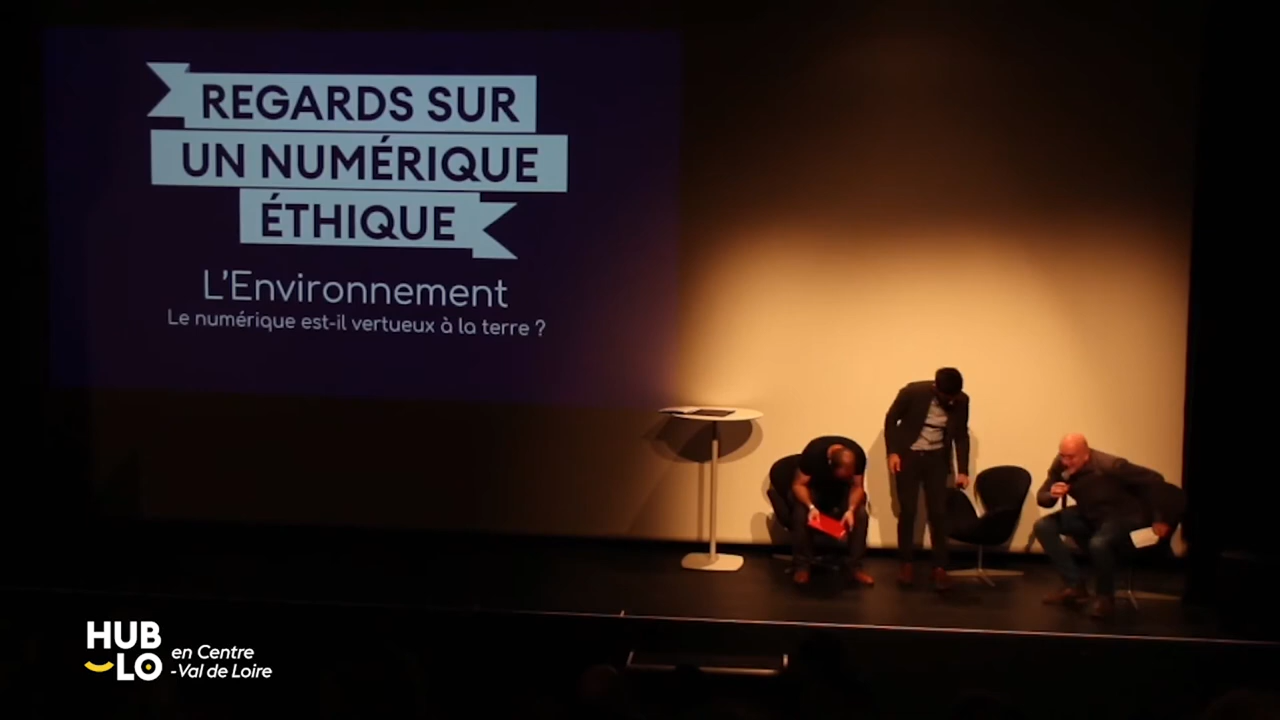 REGARDS SUR
UN NUMÉRIQUE
ÉTHIQUE
L'Environnement
Le numérique est-il vertueux à la terre ?
HUB
LO
en Centre
-Val de Loire